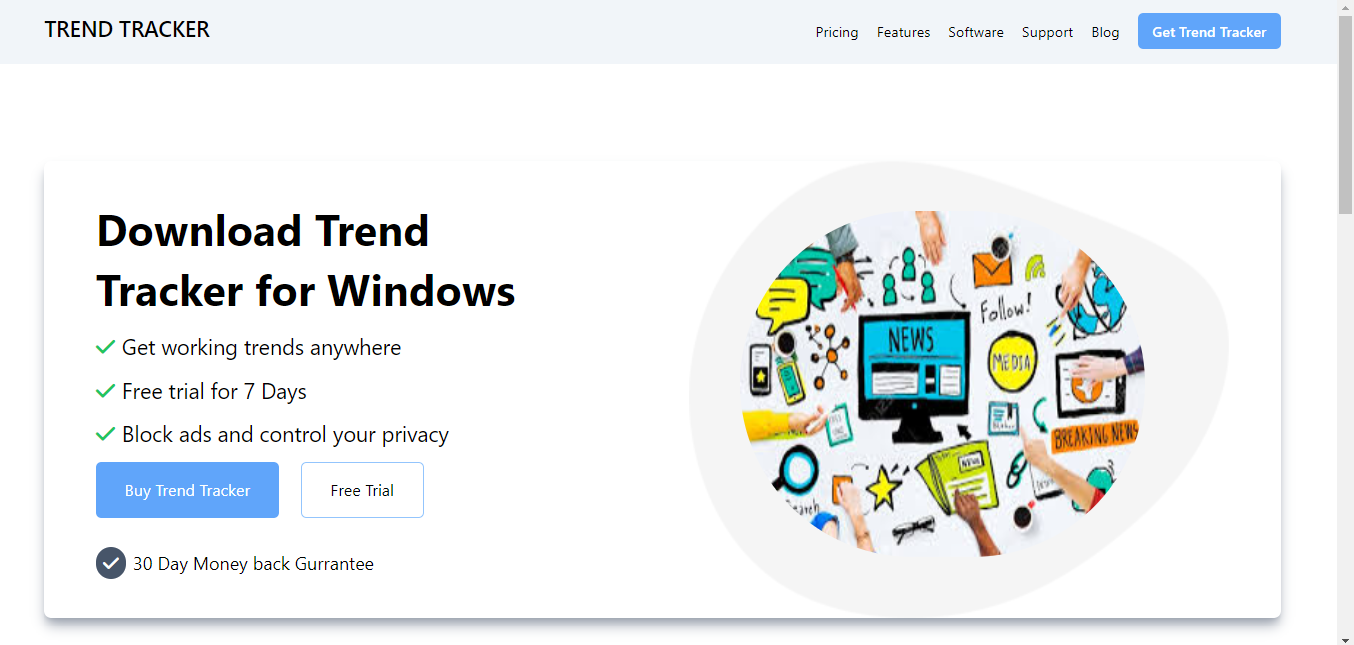 TREND TRACKER
Pricing Features Software Support Blog Get Trend Tracker
Download Trend
Tracker for Windows
Get working trends anywhere
Free trial for 7 Days
Block ads and control your privacy
Buy Trend Tracker Free Trial
30 Day Money back Gurrantee
Follow!
NEWS
MEDIA
BREAKING NEWS
NEWS